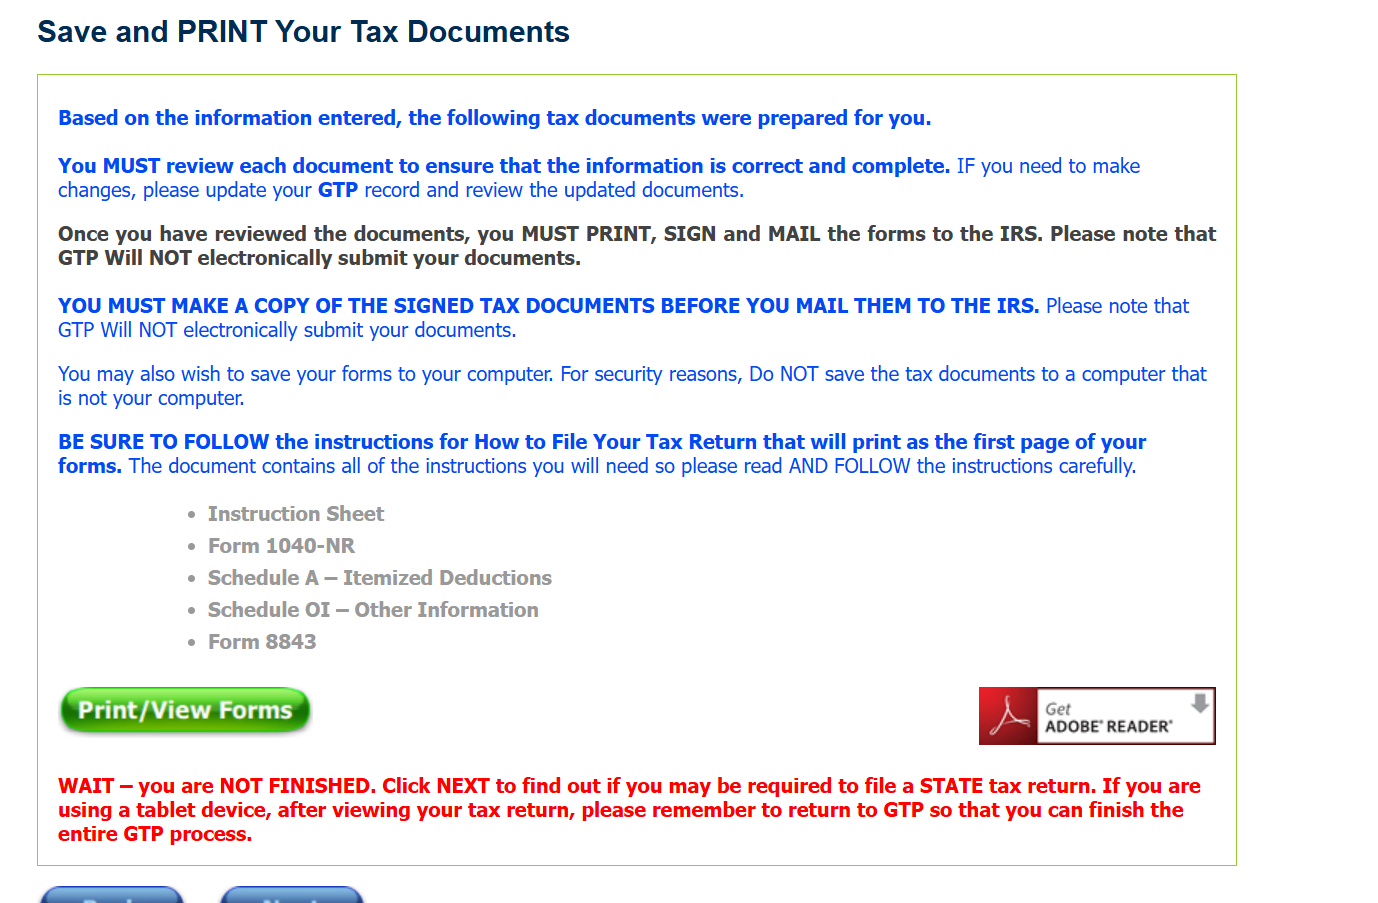 Save and PRINT Your Tax Documents
Based on the information entered, the following tax documents were prepared for you.
You MUST review each document to ensure that the information is correct and complete. IF you need to make
changes, please update your GTP record and review the updated documents.
Once you have reviewed the documents, you MUST PRINT, SIGN and MAIL the forms to the IRS. Please note that
GTP Will NOT electronically submit your documents.
YOU MUST MAKE A COPY OF THE SIGNED TAX DOCUMENTS BEFORE YOU MAIL THEM TO THE IRS. Please note that
GTP Will NOT electronically submit your documents.
You may also wish to save your forms to your computer. For security reasons, Do NOT save the tax documents to a computer that
is not your computer.
BE SURE TO FOLLOW the instructions for How to File Your Tax Return that will print as the first page of your
forms. The document contains all of the instructions you will need so please read AND FOLLOW the instructions carefully.
• Instruction Sheet
• Form 1040-NR
• Schedule A – Itemized Deductions
• Schedule OI – Other Information
• Form 8843
Print/View Forms
Get
ADOBE® READER®
WAIT – you are NOT FINISHED. Click NEXT to find out if you may be required to file a STATE tax return. If you are
using a tablet device, after viewing your tax return, please remember to return to GTP so that you can finish the
entire GTP process.